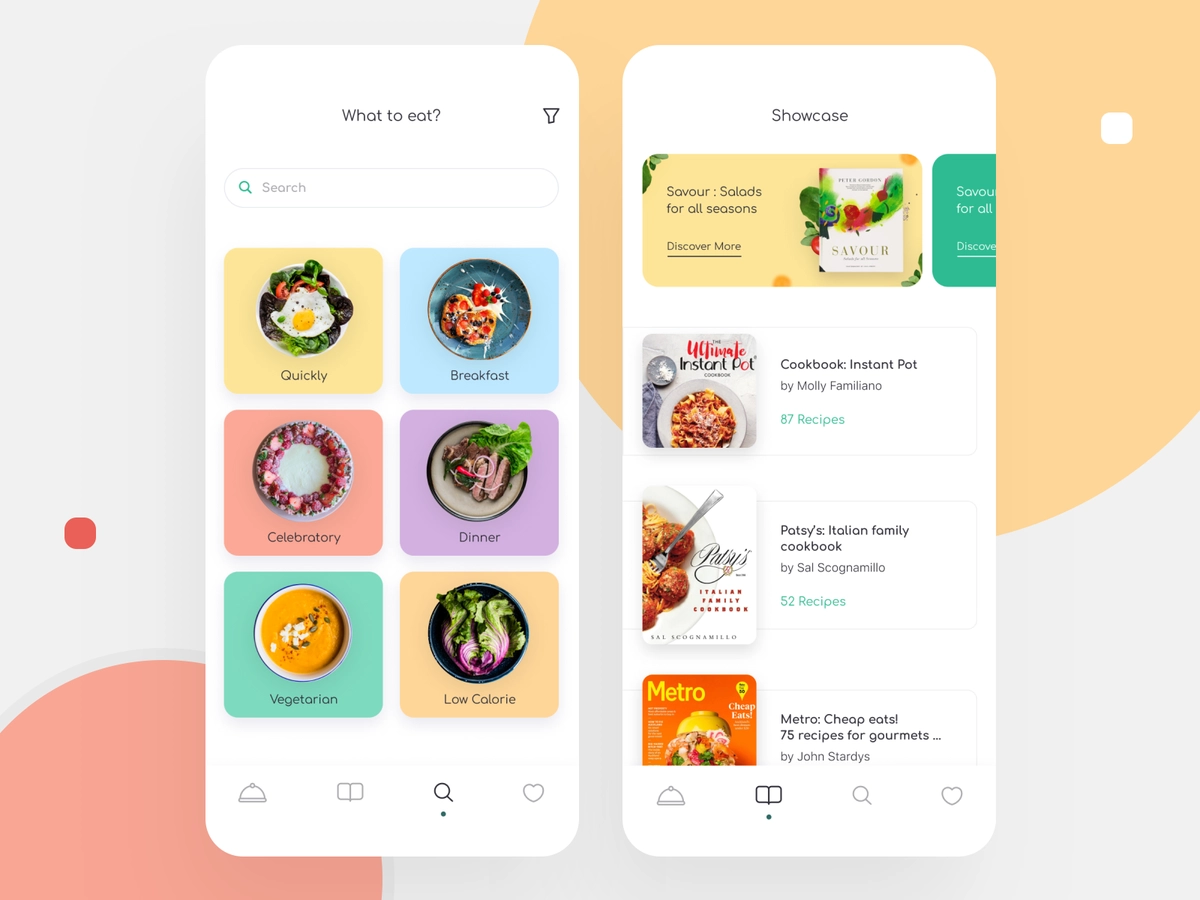 What to eat?
Search
Quickly
Breakfast
Celebratory
Dinner
Vegetarian
Low Calorie
Showcase
Savour : Salads
for all seasons
Discover More
PETER GORDON
SAVOUR
Savour
for all
Discove
THE
Ultimate
Instant Pot
COOKBOOK
Cookbook: Instant Pot
by Molly Familiano
87 Recipes
Patsy's
ITALIAN
FAMILY
COOKBOOK
SAL SCOGNAMILLO
Patsy's: Italian family
cookbook
by Sal Scognamillo
52 Recipes
Metro
Cheap
Eats!
Metro: Cheap eats!
75 recipes for gourmets ...
by John Stardys